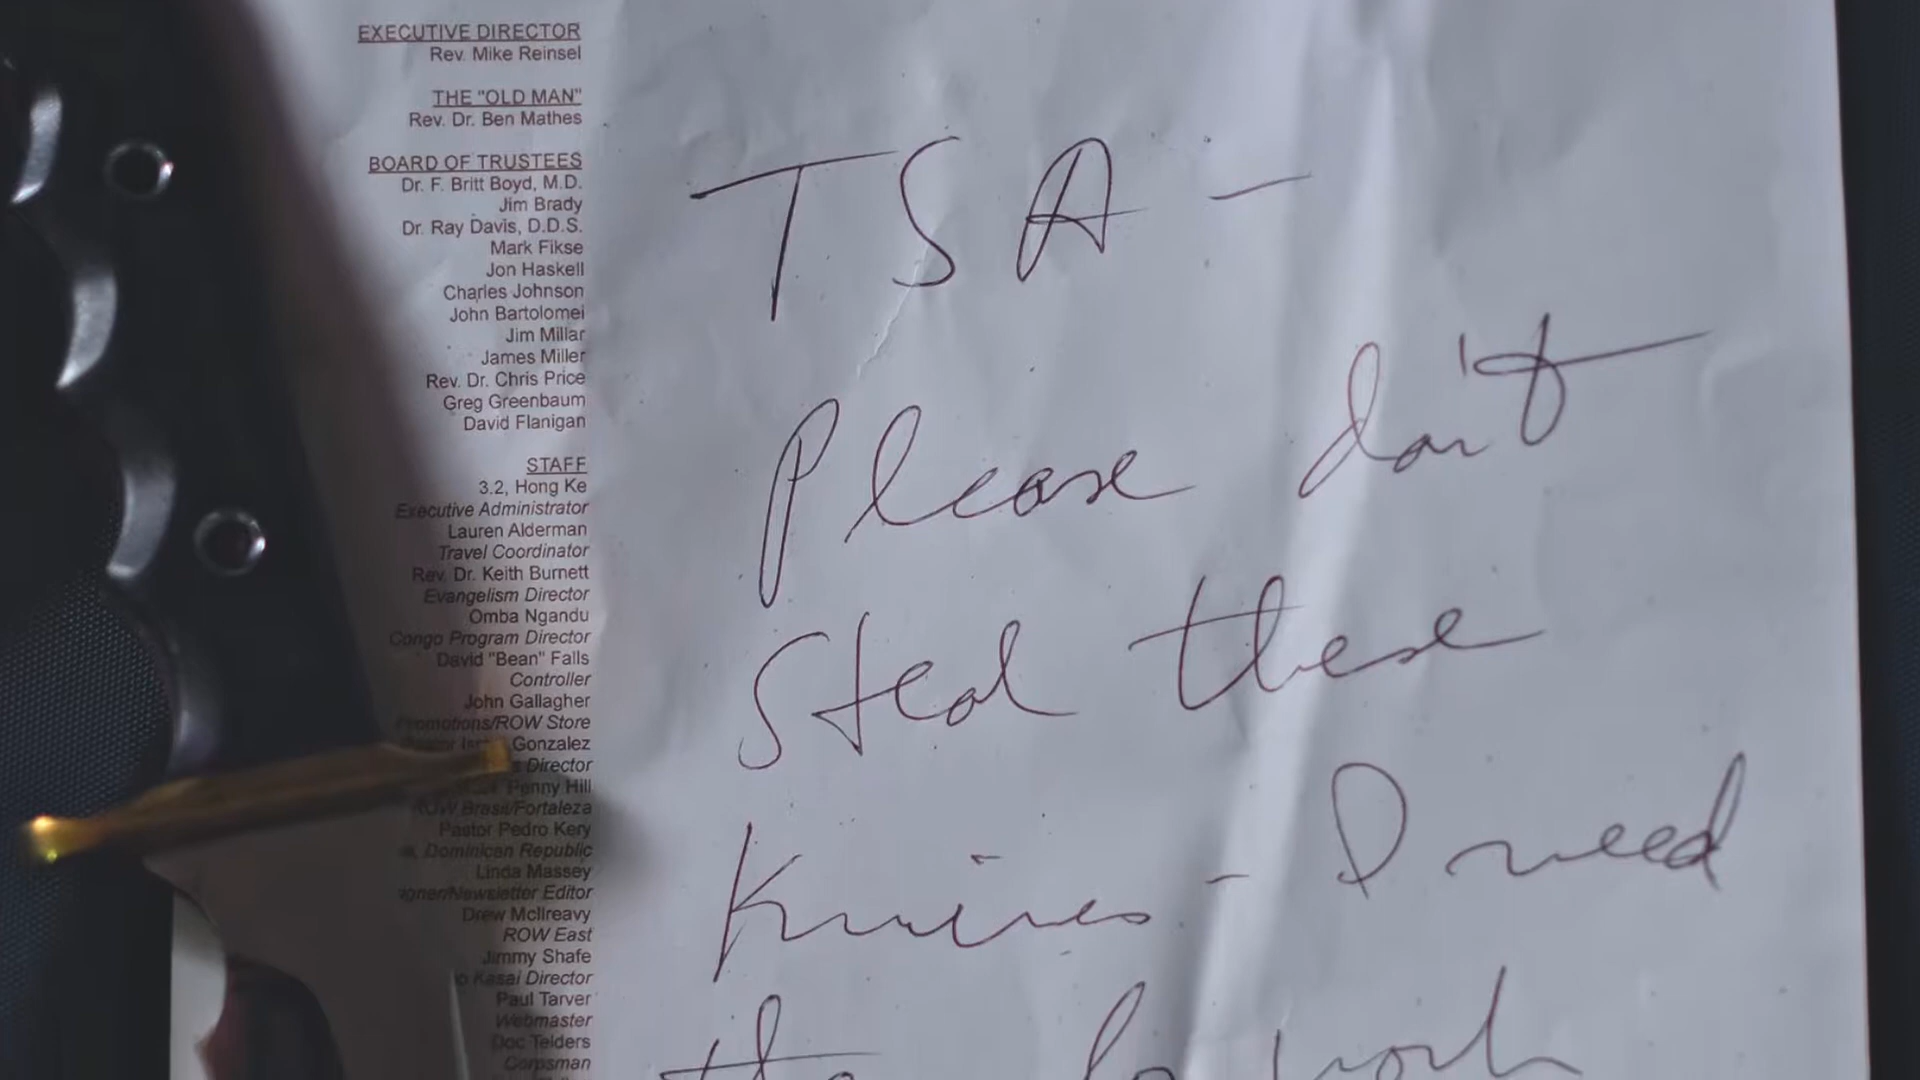 EXECUTIVE DIRECTOR
Rev. Mike Reinsel
THE "OLD MAN"
Rev. Dr. Ben Mathes
BOARD OF TRUSTEES
Dr. F. Britt Boyd, M.D.
Jim Brady
Dr. Ray Davis, D.D.S.
Mark Fikse
Jon Haskell
Charles Johnson
John Bartolomei
Jim Millar
James Miller
Rev. Dr. Chris Price
Greg Greenbaum
David Flanigan
STAFF
3.2, Hong Ke
Executive Administrator
Lauren Alderman
Travel Coordinator
Rev. Dr. Keith Burnett
Evangelism Director
Omba Ngandu
Congo Program Director
David "Bean" Falls
Controller
John Gallagher
/ROW Store
Gonzalez
Director
Penny Hill
ROW Brasil/Fortaleza
Pastor Pedro Kery
Dominican Republic
Linda Massey
/Newsletter Editor
Drew McIlreavy
ROW East
Jimmy Shafe
Kasai Director
Paul Tarver
Webmaster
Doc Telders
Corpsman
TSA -
Please don't
steal these
Knives - I need